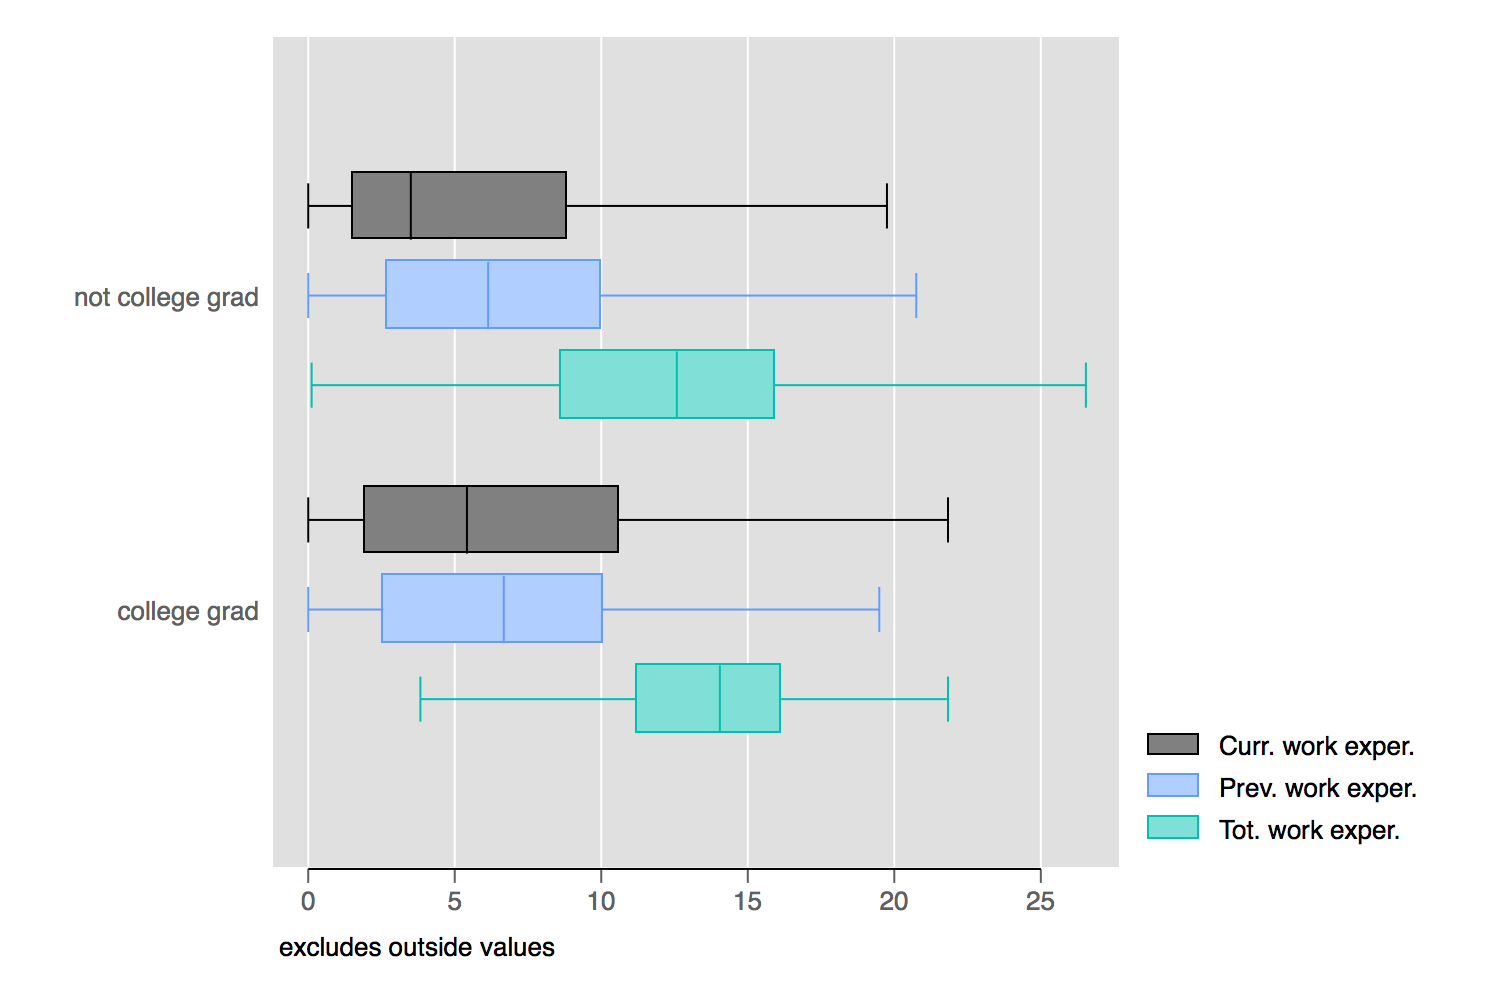 not college grad
college grad
Curr. work exper.
Prev. work exper.
Tot. work exper.
0 5 10 15 20 25
excludes outside values